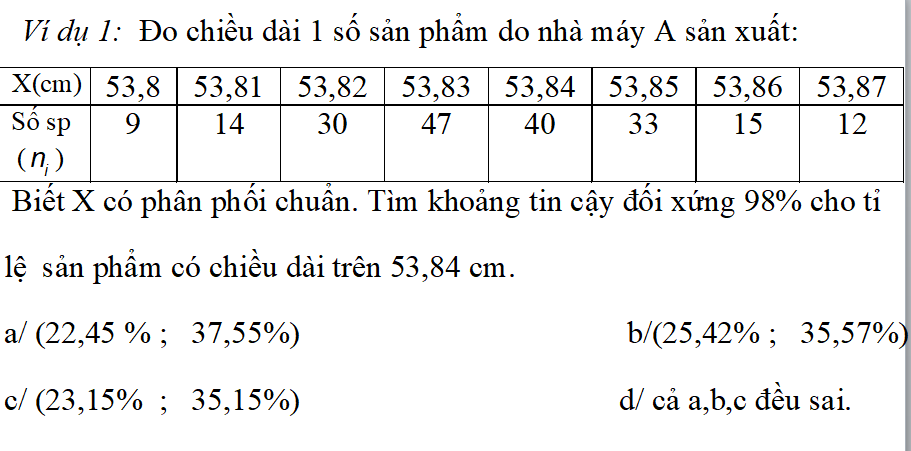 Ví dụ 1: Đo chiều dài 1 số sản phẩm do nhà máy A sản xuất:
X(cm) 53,8 53,81 53,82 53,83 53,84 53,85 53,86 53,87
Số sp 9 14 30 47 40 33 15 12
(nᵢ)
Biết X có phân phối chuẩn. Tìm khoảng tin cậy đối xứng 98% cho tỉ
lệ sản phẩm có chiều dài trên 53,84 cm.
a/ (22,45 % ; 37,55%) b/(25,42% ; 35,57%)
c/ (23,15% ; 35,15%) d/ cả a,b,c đều sai.